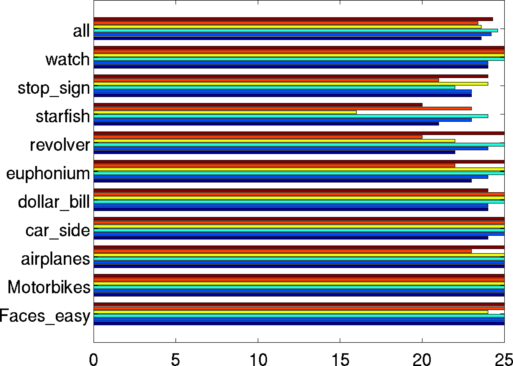 all
watch
stop_sign
starfish
revolver
euphonium
dollar_bill
car_side
airplanes
Motorbikes
Faces_easy
0 5 10 15 20 25